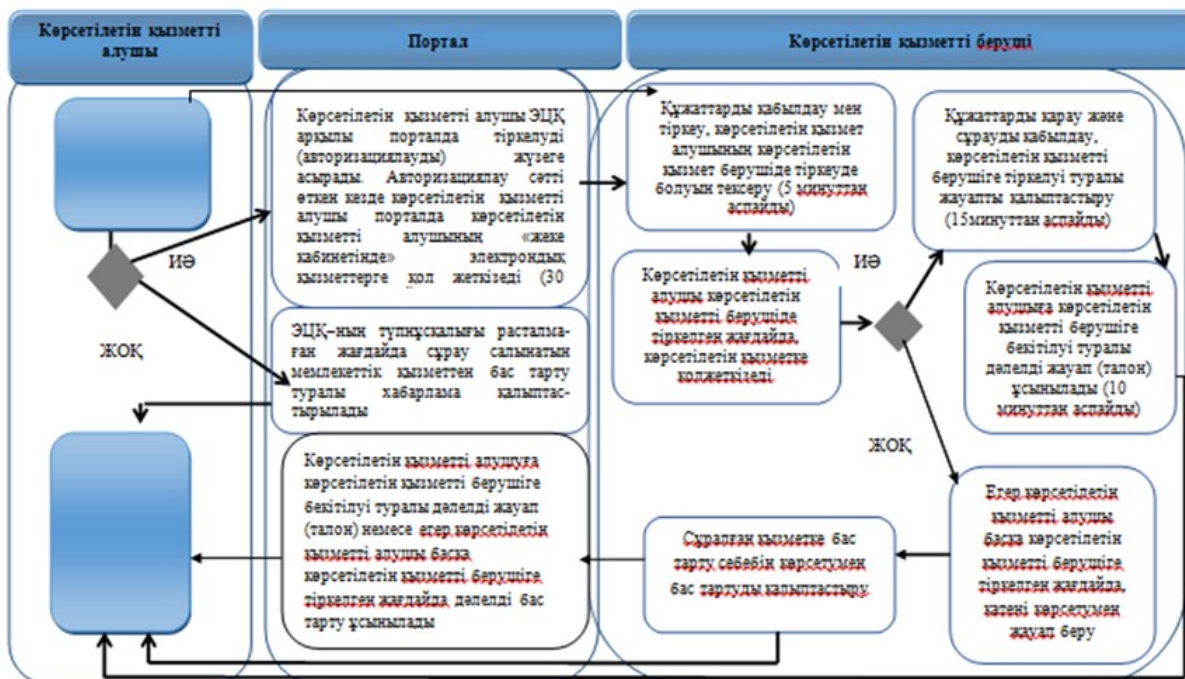 Көрсетілетін қызметті
алушы
Портал
Көрсетілетін қызметті беруші
Көрсетілетін қызметті алушы ЭЦҚ
арқылы порталда тіркелуді
(авторизациялауды) жүзеге
асырады. Авторизациялау сәтті
өткен кезде көрсетілетін қызметті
алушы порталда көрсетілетін
қызметті алушының «жеке
кабинетінде» электрондық
қызметтерге қол жеткізеді (30
ИӘ
ЖОҚ
ЭЦҚ–ның түпнұсқалығы расталма-
ған жағдайда сұрау салынатын
мемлекеттік қызметтен бас тарту
туралы хабарлама қалыптас-
тырылады
Көрсетілетін қызметті алушуға
көрсетілетін қызметті берушіге
бекітілуі туралы дәлелді жауап
(талон) немесе егер көрсетілетін
қызметті алушы басқа
көрсетілетін қызметті берушіге
тіркелген жағдайда дәлелді бас
тарту ұсынылады
Құжаттарды қабылдау мен
тіркеу, көрсетілетін қызмет
алушының көрсетілетін
қызмет берушіде тіркеуде
болуын тексеру (5 минуттан
аспайды)
Көрсетілетін қызметті
алушы көрсетілетін
қызметті берушіде
тіркелген жағдайда,
көрсетілетін қызметке
қолжеткізеді
ИӘ
ЖОҚ
Құжаттарды қарау және
сұрауды қабылдау,
көрсетілетін қызметті
берушіге тіркелуі туралы
жауапты қалыптастыру
(15минуттан аспайды)
Көрсетілетін қызметті
алушыға көрсетілетін
қызметті берушіге
бекітілуі туралы
дәлелді жауап (талон)
ұсынылады (10
минуттан аспайды)
Егер көрсетілетін
қызметті алушы
басқа көрсетілетін
қызметті берушіге
тіркелген жағдайда,
қатені көрсетумен
жауап беру
Сұралған қызметке бас
тарту себебін көрсетумен
бас тартуды қалыптастыру